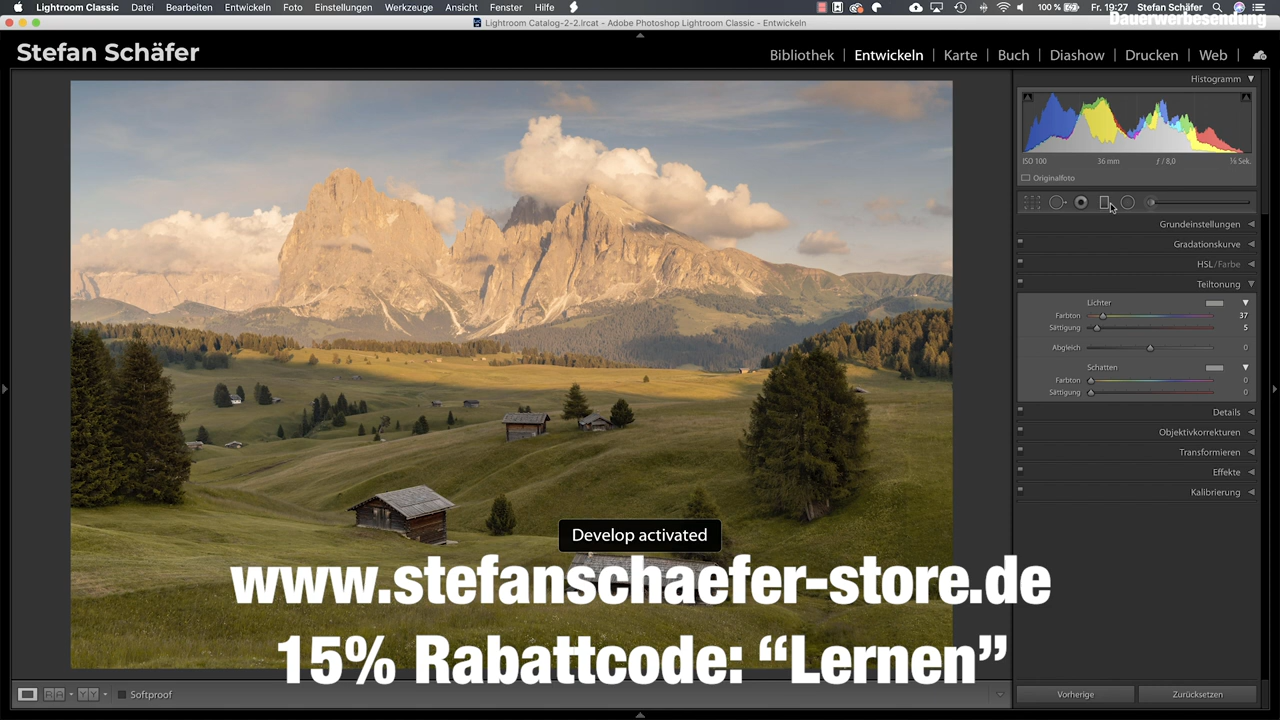 Lightroom Classic Datei Bearbeiten Entwickeln Foto Einstellungen Werkzeuge Ansicht Fenster Hilfe 100 % Fr. 19:27 Stefan Schäfer
Dauerwerbesendung
Lightroom Catalog-2-2.lrcat - Adobe Photoshop Lightroom Classic - Entwickeln
Stefan Schäfer
Bibliothek | Entwickeln | Karte | Buch | Diashow | Drucken | Web |
Histogramm
ISO 100 36 mm ƒ / 8,0 ⅙ Sek.
Originalfoto
Grundeinstellungen
Gradationskurve
HSL / Farbe
Teiltonung
Lichter
Farbton 37
Sättigung 5
Abgleich 0
Schatten
Farbton 0
Sättigung 0
Details
Objektivkorrekturen
Transformieren
Effekte
Kalibrierung
Develop activated
www.stefanschaefer-store.de
15% Rabattcode: “Lernen”
Softproof
Vorherige Zurücksetzen